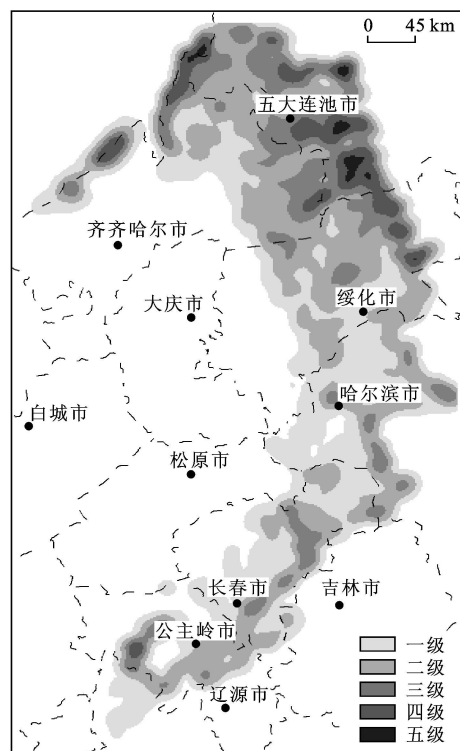 0 45 km
五大连池市
齐齐哈尔市
大庆市
绥化市
哈尔滨市
白城市
松原市
长春市
吉林市
公主岭市
辽源市
一级
二级
三级
四级
五级